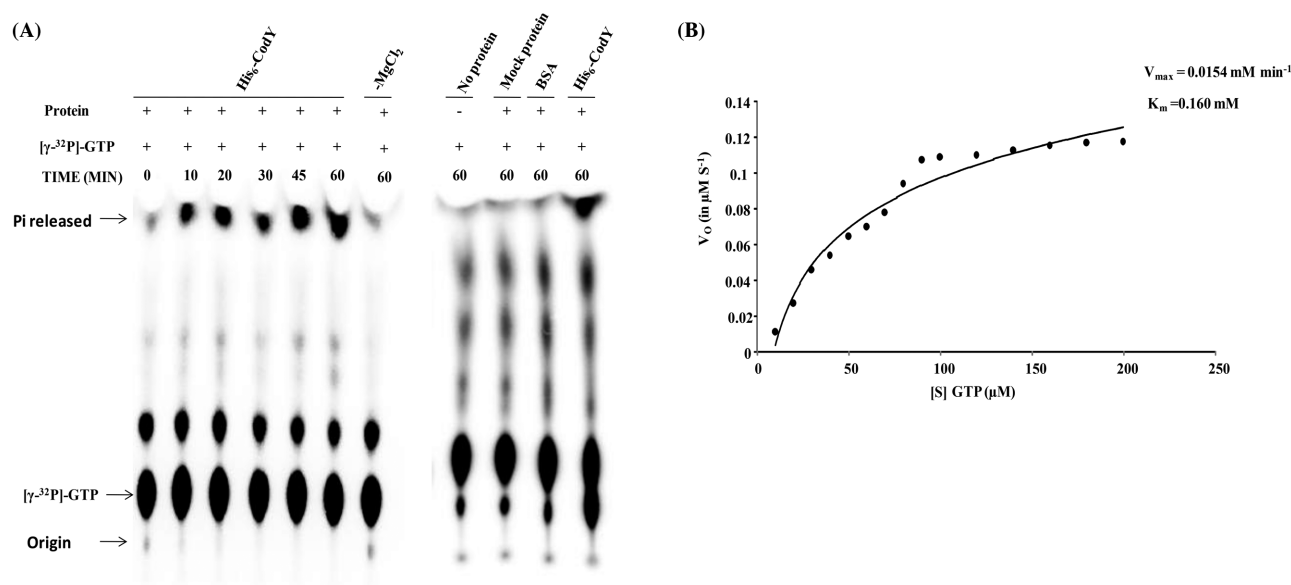 (A)
His6-CodY
-MgCl2
No protein
Mock protein
BSA
His6-CodY
Protein + + + + + + + - + + +
[γ-32P]-GTP + + + + + + + + + + +
TIME (MIN) 0 10 20 30 45 60 60 60 60 60 60
Pi released
[γ-32P]-GTP
Origin
(B)
Vmax = 0.0154 mM min-1
Km =0.160 mM
VO (in µM S-1)
0.14
0.12
0.1
0.08
0.06
0.04
0.02
0
0 50 100 150 200 250
[S] GTP (µM)